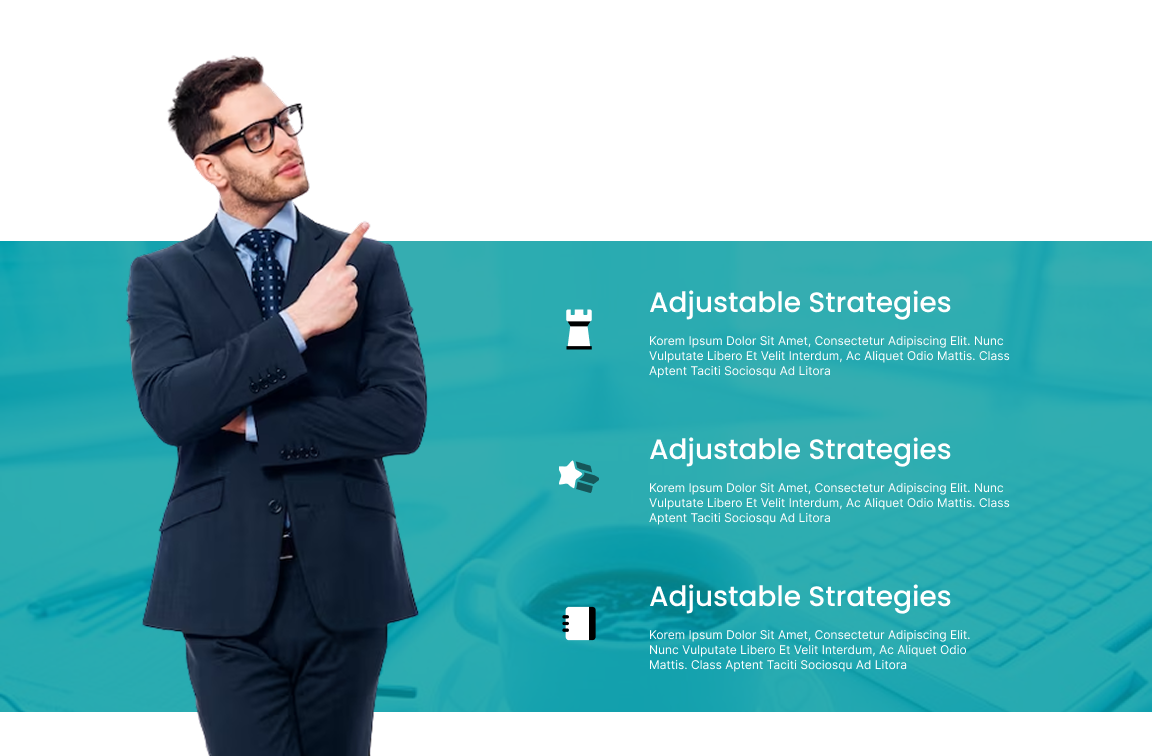 Adjustable Strategies
Korem Ipsum Dolor Sit Amet, Consectetur Adipiscing Elit. Nunc
Vulputate Libero Et Velit Interdum, Ac Aliquet Odio Mattis. Class
Aptent Taciti Sociosqu Ad Litora
Adjustable Strategies
Korem Ipsum Dolor Sit Amet, Consectetur Adipiscing Elit. Nunc
Vulputate Libero Et Velit Interdum, Ac Aliquet Odio Mattis. Class
Aptent Taciti Sociosqu Ad Litora
Adjustable Strategies
Korem Ipsum Dolor Sit Amet, Consectetur Adipiscing Elit.
Nunc Vulputate Libero Et Velit Interdum, Ac Aliquet Odio
Mattis. Class Aptent Taciti Sociosqu Ad Litora